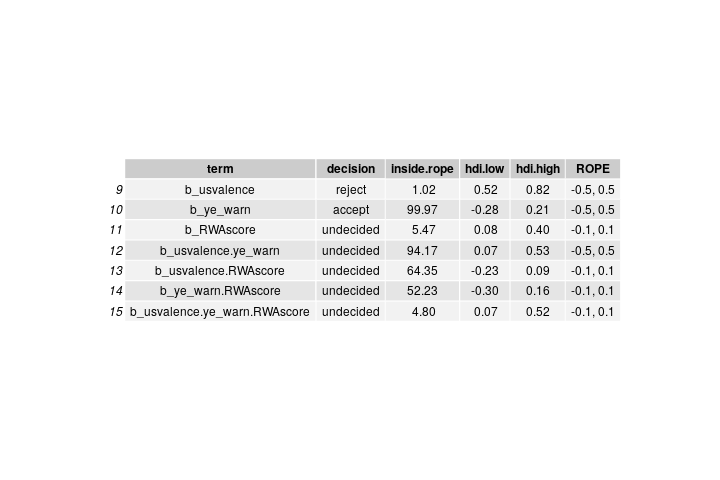 term decision inside.rope hdi.low hdi.high ROPE
9 b_usvalence reject 1.02 0.52 0.82 -0.5, 0.5
10 b_ye_warn accept 99.97 -0.28 0.21 -0.5, 0.5
11 b_RWAscore undecided 5.47 0.08 0.40 -0.1, 0.1
12 b_usvalence.ye_warn undecided 94.17 0.07 0.53 -0.5, 0.5
13 b_usvalence.RWAscore undecided 64.35 -0.23 0.09 -0.1, 0.1
14 b_ye_warn.RWAscore undecided 52.23 -0.30 0.16 -0.1, 0.1
15 b_usvalence.ye_warn.RWAscore undecided 4.80 0.07 0.52 -0.1, 0.1